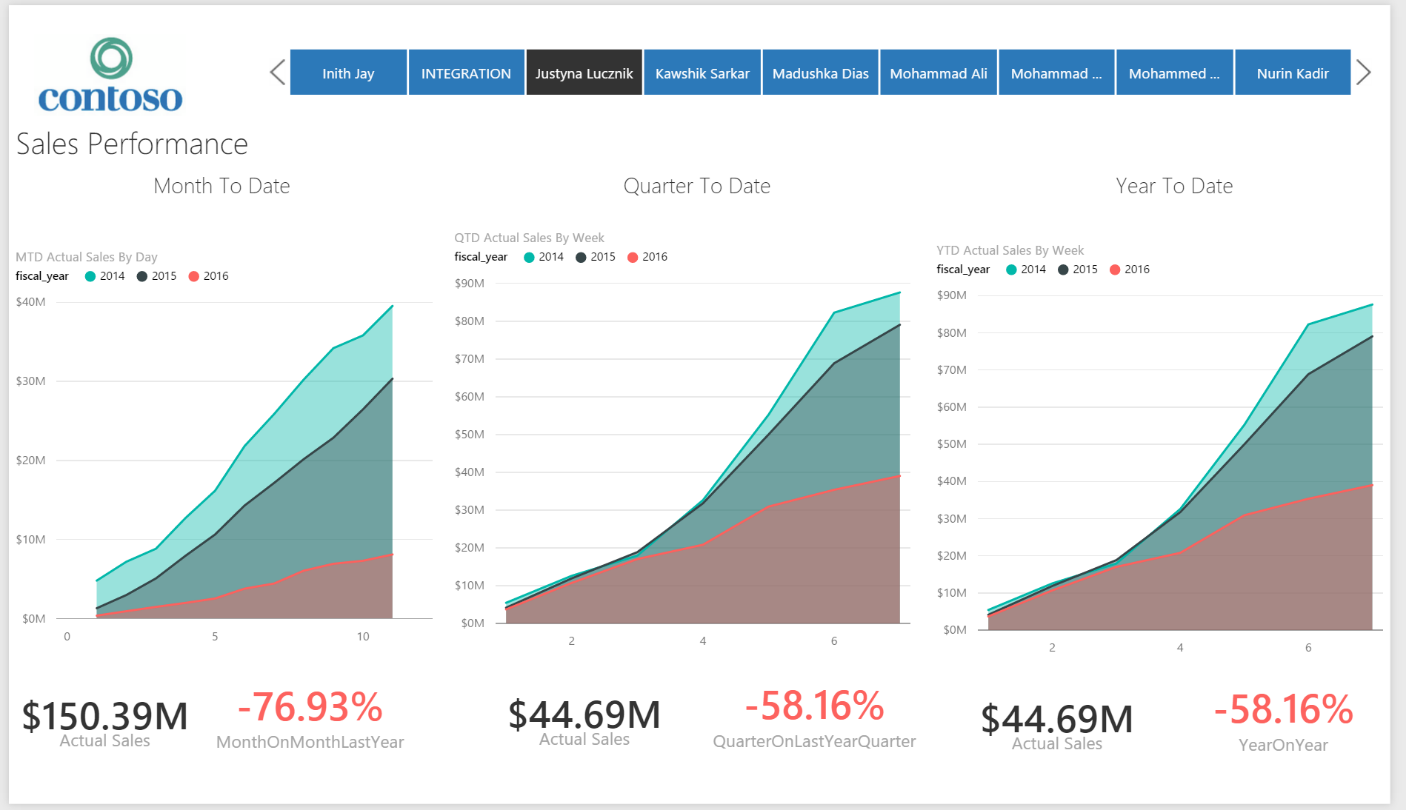 contoso
Inith Jay
INTEGRATION
Justyna Lucznik
Kawshik Sarkar
Madushka Dias
Mohammad Ali
Mohammad ...
Mohammed ...
Nurin Kadir
Sales Performance
Month To Date
Quarter To Date
Year To Date
MTD Actual Sales By Day
fiscal_year 2014 2015 2016
$40M
$30M
$20M
$10M
$0M
0 5 10
$150.39M
Actual Sales
-76.93%
MonthOnMonthLastYear
QTD Actual Sales By Week
fiscal_year 2014 2015 2016
$90M
$80M
$70M
$60M
$50M
$40M
$30M
$20M
$10M
$0M
2 4 6
$44.69M
Actual Sales
-58.16%
QuarterOnLastYearQuarter
YTD Actual Sales By Week
fiscal_year 2014 2015 2016
$90M
$80M
$70M
$60M
$50M
$40M
$30M
$20M
$10M
$0M
2 4 6
$44.69M
Actual Sales
-58.16%
YearOnYear